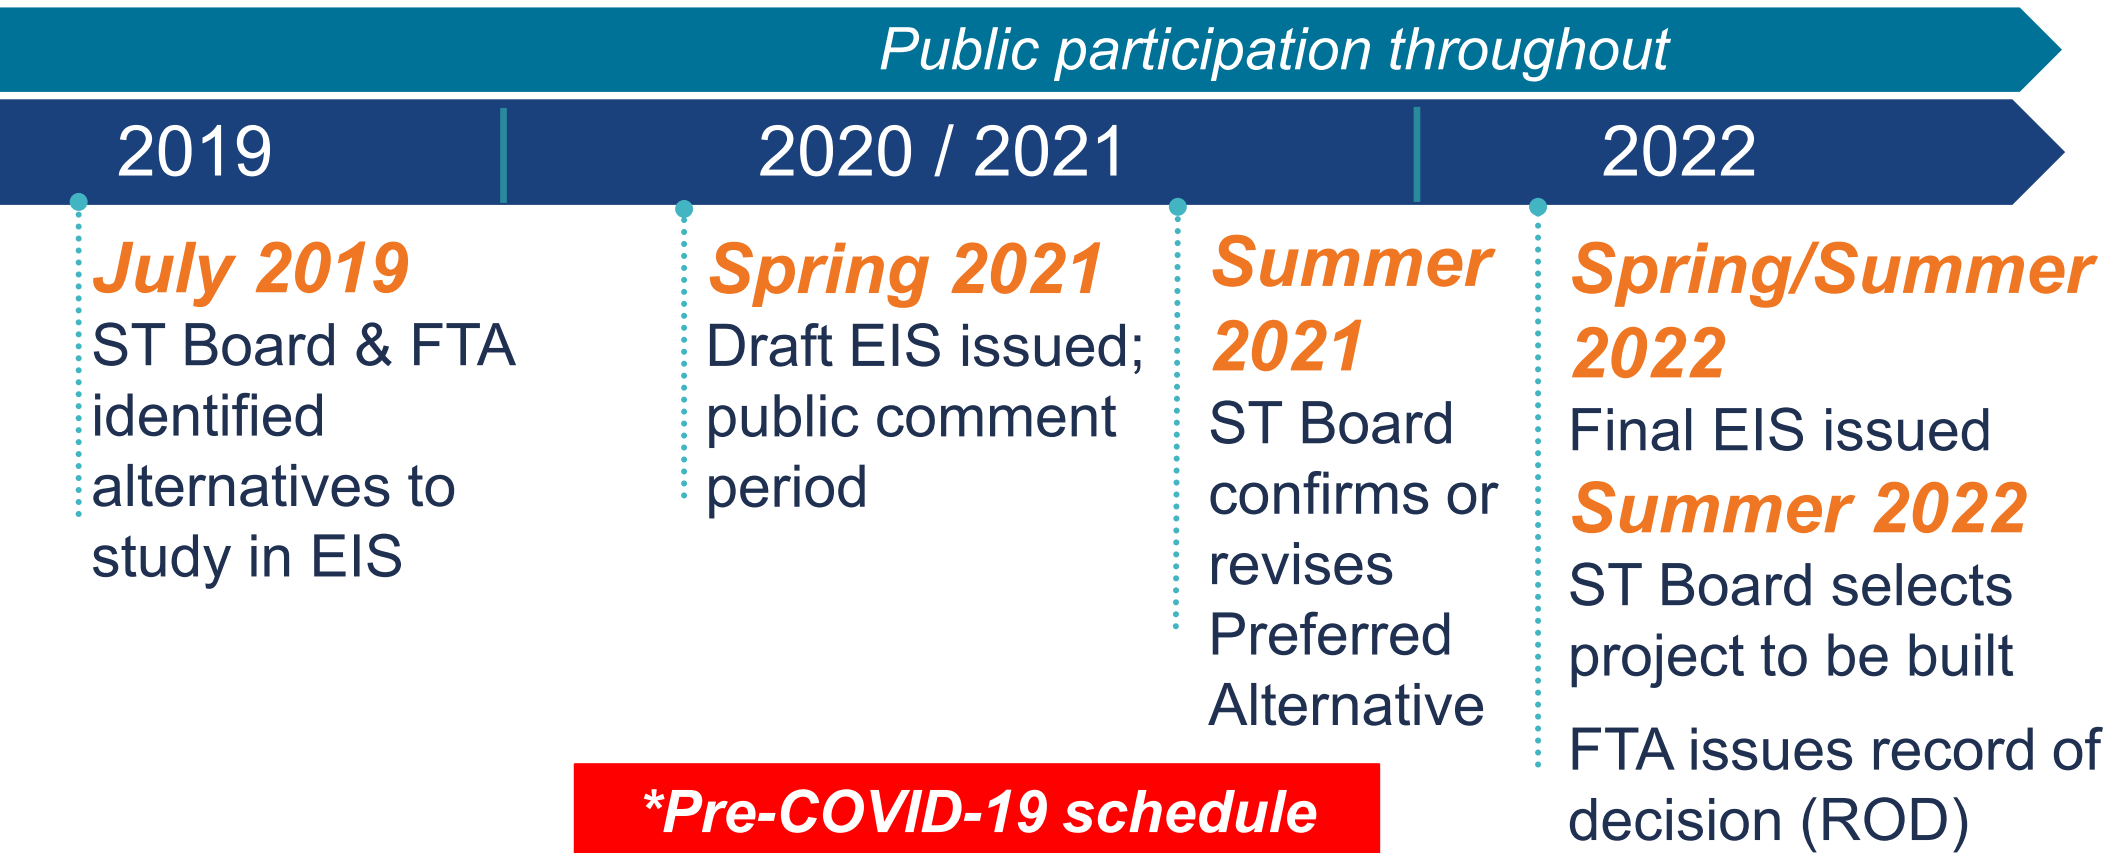 Public participation throughout
2019
2020 / 2021
2022
July 2019
ST Board & FTA
identified
alternatives to
study in EIS
Spring 2021
Draft EIS issued;
public comment
period
Summer
2021
ST Board
confirms or
revises
Preferred
Alternative
Spring/Summer
2022
Final EIS issued
Summer 2022
ST Board selects
project to be built
FTA issues record of
decision (ROD)
*Pre-COVID-19 schedule